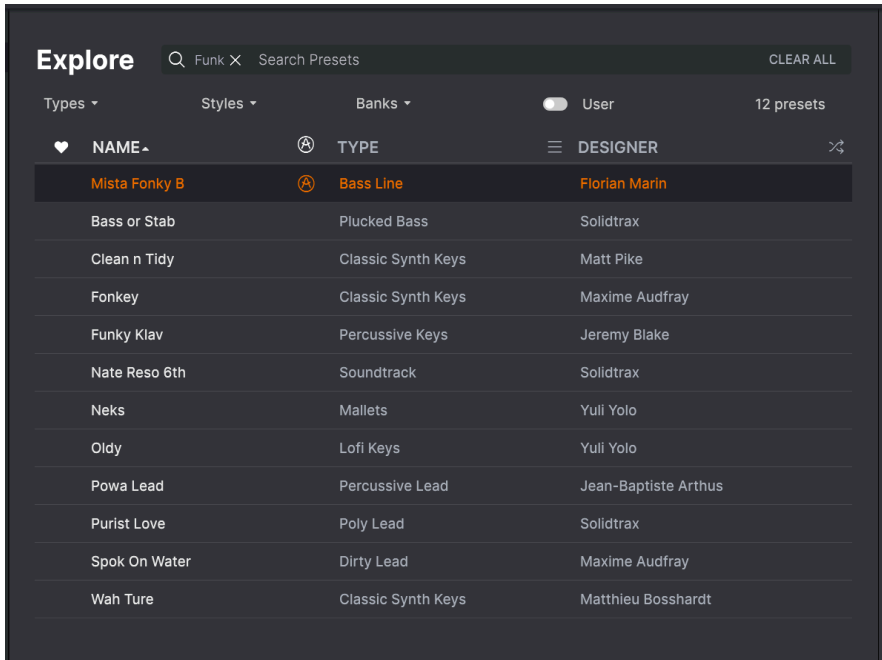 Explore Funk Search Presets CLEAR ALL
Types Styles Banks User 12 presets
NAME TYPE DESIGNER
Mista Fonky B Bass Line Florian Marin
Bass or Stab Plucked Bass Solidtrax
Clean n Tidy Classic Synth Keys Matt Pike
Fonkey Classic Synth Keys Maxime Audfray
Funky Klav Percussive Keys Jeremy Blake
Nate Reso 6th Soundtrack Solidtrax
Neks Mallets Yuli Yolo
Oldy Lofi Keys Yuli Yolo
Powa Lead Percussive Lead Jean-Baptiste Arthus
Purist Love Poly Lead Solidtrax
Spok On Water Dirty Lead Maxime Audfray
Wah Ture Classic Synth Keys Matthieu Bosshardt